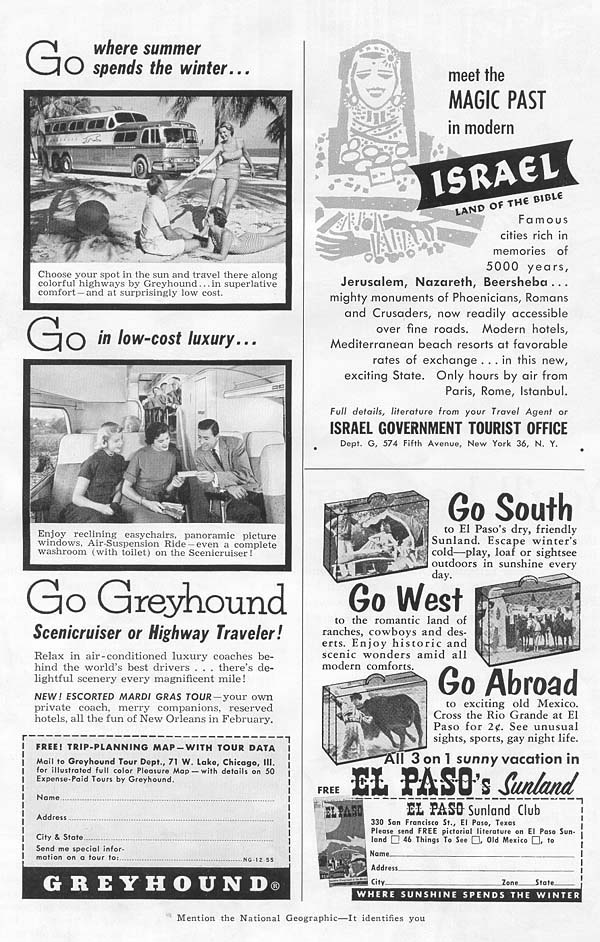 Go where summer
spends the winter...
Choose your spot in the sun and travel there along
colorful highways by Greyhound...in superlative
comfort—and at surprisingly low cost.
Go in low-cost luxury...
Enjoy reclining easychairs, panoramic picture
windows, Air-Suspension Ride—even a complete
washroom (with toilet) on the Scenicruiser!
Go Greyhound
Scenicruiser or Highway Traveler!
Relax in air-conditioned luxury coaches be-
hind the world's best drivers . . . there's de-
lightful scenery every magnificent mile!
NEW! ESCORTED MARDI GRAS TOUR—your own
private coach, merry companions, reserved
hotels, all the fun of New Orleans in February.
FREE! TRIP-PLANNING MAP—WITH TOUR DATA
Mail to Greyhound Tour Dept., 71 W. Lake, Chicago, Ill.
for illustrated full color Pleasure Map—with details on 50
Expense-Paid Tours by Greyhound.
Name
Address
City & State
Send me special infor-
mation on a tour to: NG-12-55
GREYHOUND®
meet the
MAGIC PAST
in modern
ISRAEL
LAND OF THE BIBLE
Famous
cities rich in
memories of
5000 years,
Jerusalem, Nazareth, Beersheba...
mighty monuments of Phoenicians, Romans
and Crusaders, now readily accessible
over fine roads. Modern hotels,
Mediterranean beach resorts at favorable
rates of exchange . . . in this new,
exciting State. Only hours by air from
Paris, Rome, Istanbul.
Full details, literature from your Travel Agent or
ISRAEL GOVERNMENT TOURIST OFFICE
Dept. G, 574 Fifth Avenue, New York 36, N. Y.
Go South
to El Paso's dry, friendly
Sunland. Escape winter's
cold—play, loaf or sightsee
outdoors in sunshine every
day.
Go West
to the romantic land of
ranches, cowboys and des-
erts. Enjoy historic and
scenic wonders amid all
modern comforts.
Go Abroad
to exciting old Mexico.
Cross the Rio Grande at El
Paso for 2¢. See unusual
sights, sports, gay night life.
All 3 on 1 sunny vacation in
EL PASO's Sunland
FREE
EL PASO
EL PASO Sunland Club
330 San Francisco St., El Paso, Texas
Please send FREE pictorial literature on El Paso Sun-
land □ 46 Things To See □, Old Mexico □, to
Name
Address
City Zone State
WHERE SUNSHINE SPENDS THE WINTER
Mention the National Geographic—It identifies you